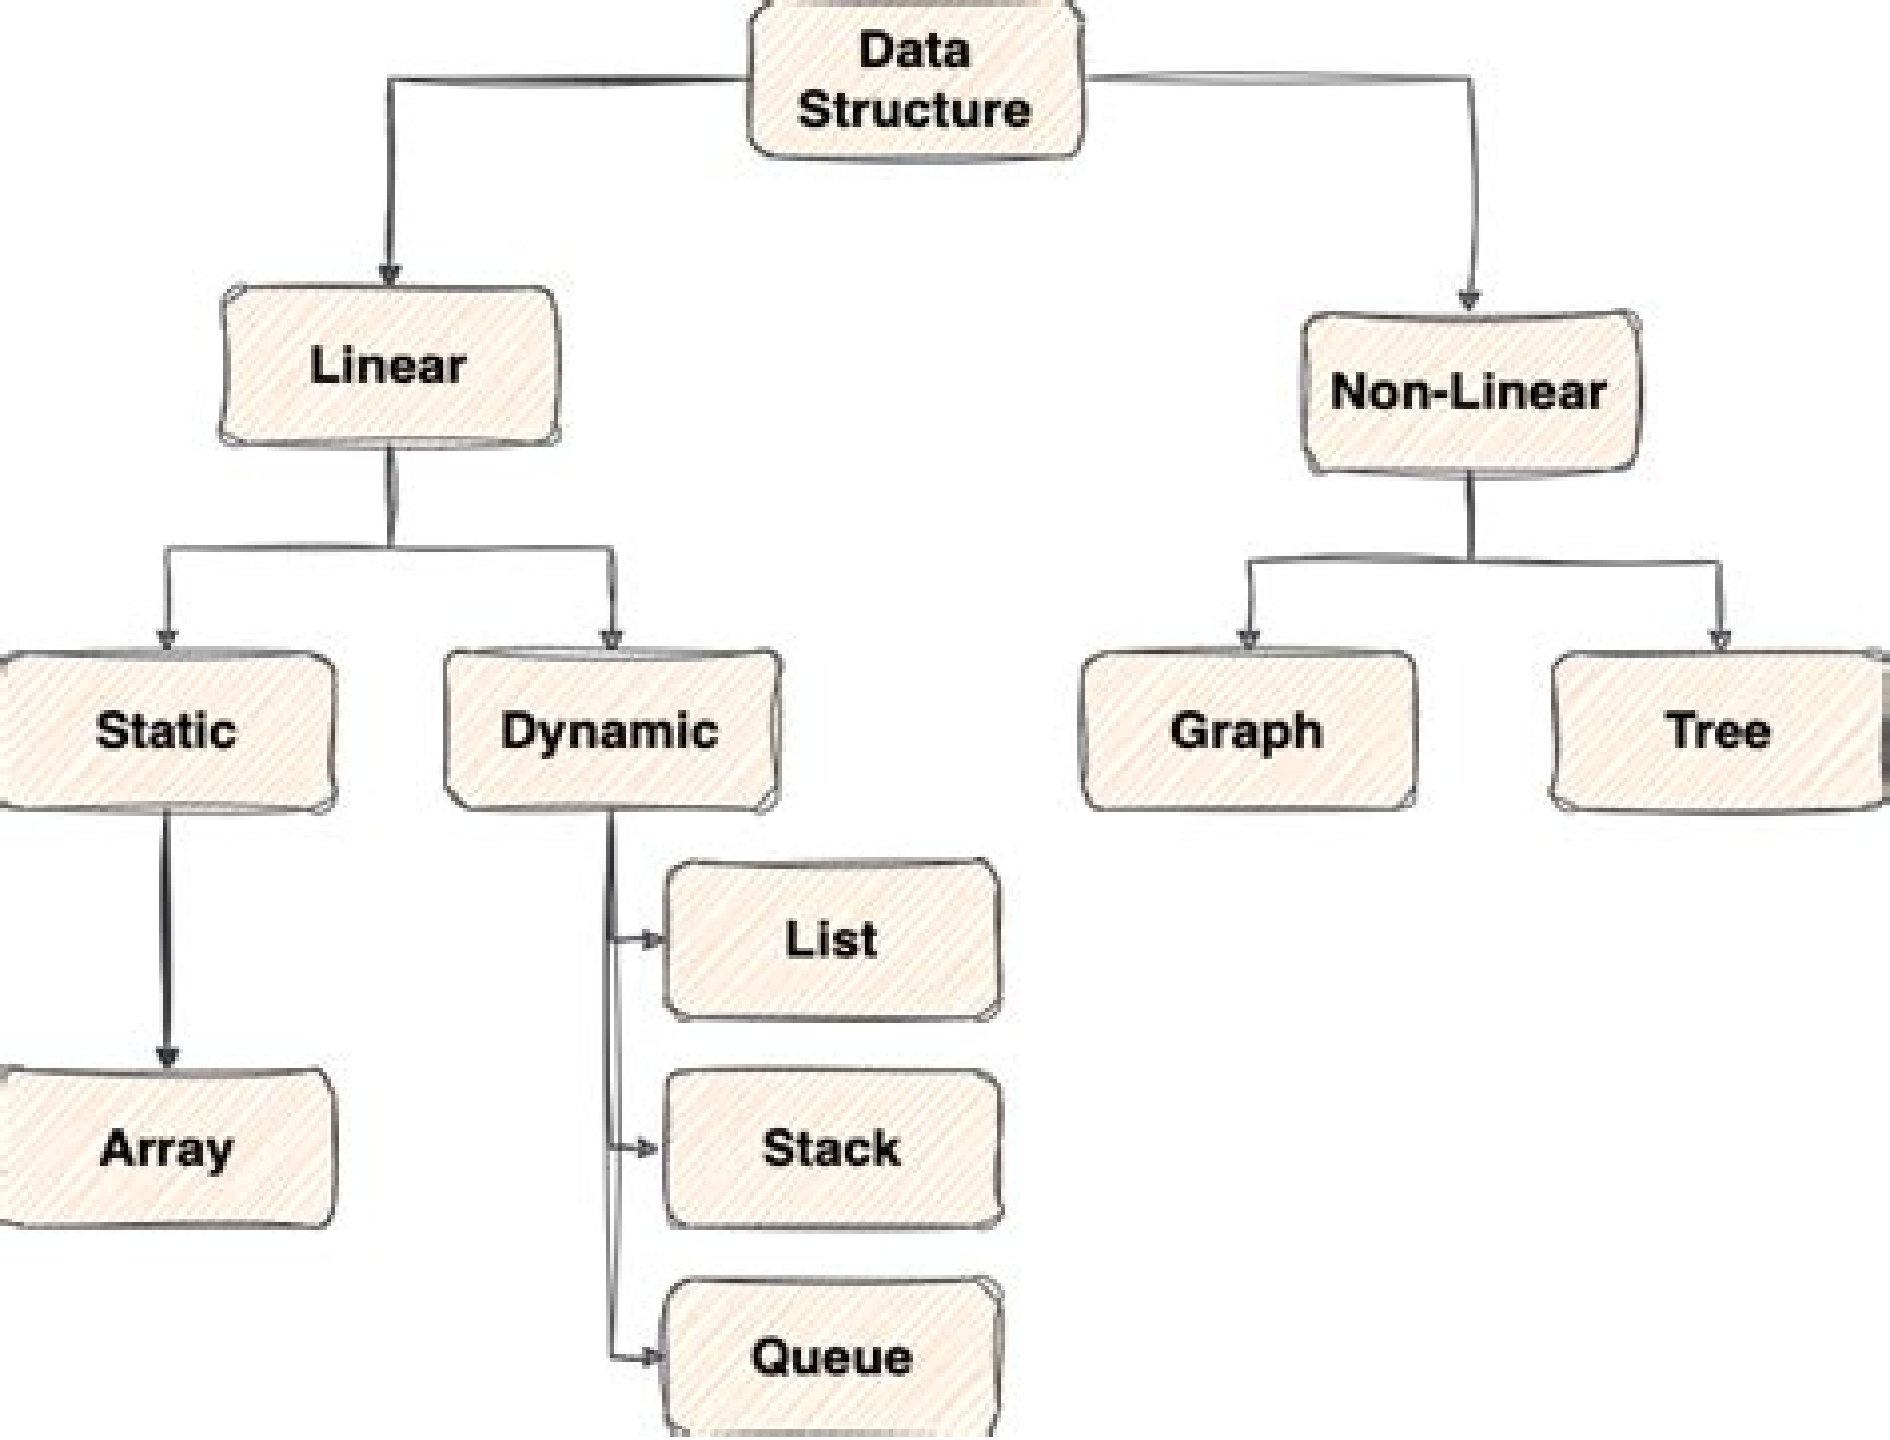 Data
Structure
Linear
Non-Linear
Static
Dynamic
Graph
Tree
List
Array
Stack
Queue